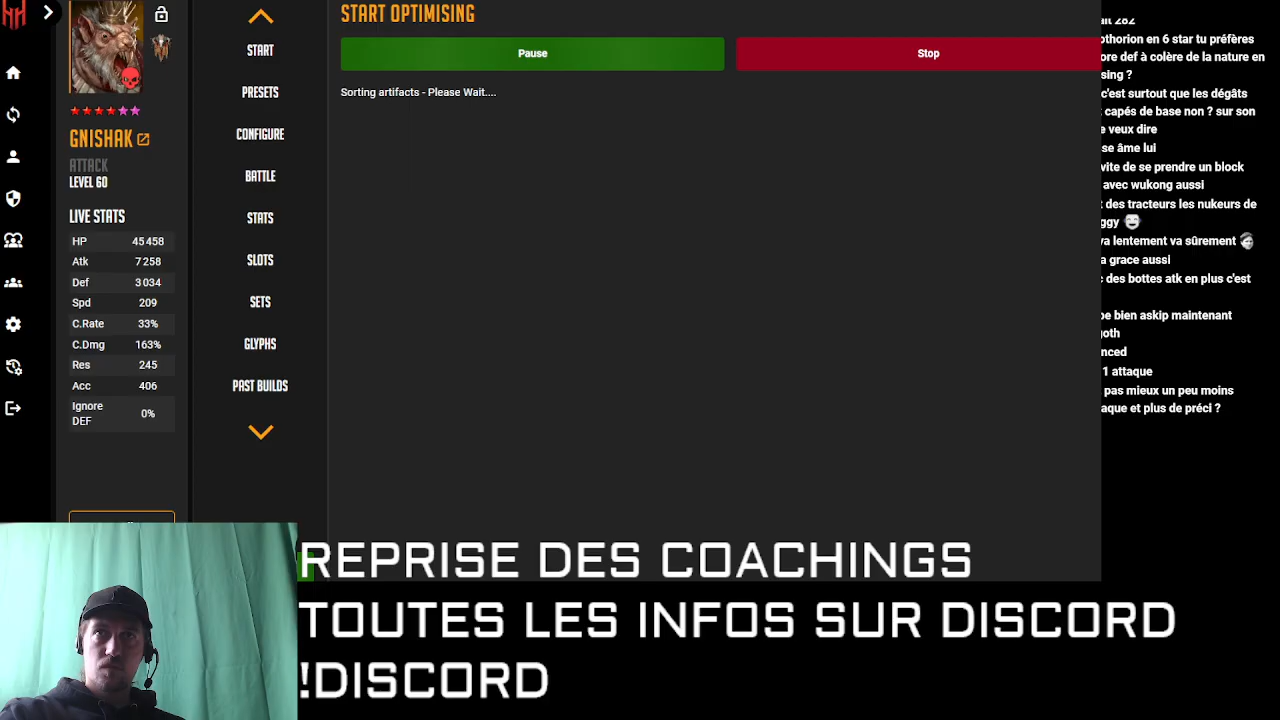 START OPTIMISING
Pause
Stop
Sorting artifacts - Please Wait....
GNISHAK
ATTACK
LEVEL 60
LIVE STATS
HP 45 458
Atk 7 258
Def 3 034
Spd 209
C.Rate 33%
C.Dmg 163%
Res 245
Acc 406
Ignore DEF 0%
START
PRESETS
CONFIGURE
BATTLE
STATS
SLOTS
SETS
GLYPHS
PAST BUILDS
282
othorion en 6 star tu préfères
ore def à colère de la nature en
sing ?
c'est surtout que les dégâts
capés de base non ? sur son
e veux dire
se âme lui
vite de se prendre un block
avec wukong aussi
des tracteurs les nukeurs de
ggy
va lentement va sûrement
a grace aussi
des bottes atk en plus c'est
be bien askip maintenant
oth
nced
1 attaque
pas mieux un peu moins
aque et plus de préci ?
REPRISE DES COACHINGS
TOUTES LES INFOS SUR DISCORD
!DISCORD